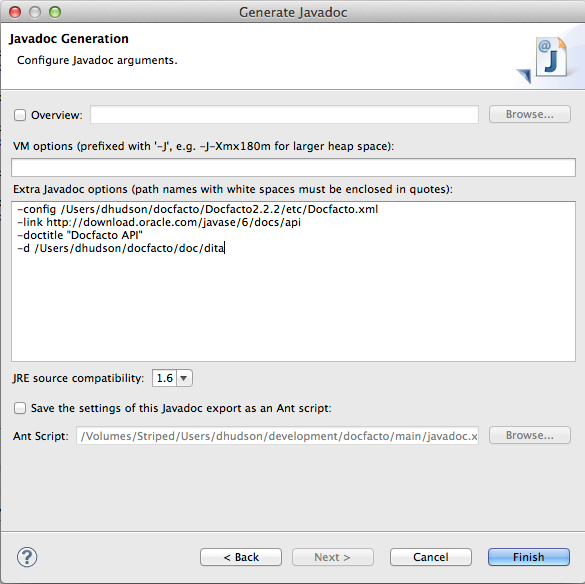 Generate Javadoc
Javadoc Generation
Configure Javadoc arguments.
@
J
Overview:
Browse...
VM options (prefixed with '-J', e.g. -J-Xmx180m for larger heap space):
Extra Javadoc options (path names with white spaces must be enclosed in quotes):
-config /Users/dhudson/docfacto/Docfacto2.2.2/etc/Docfacto.xml
-link http://download.oracle.com/javase/6/docs/api
-doctitle "Docfacto API"
-d /Users/dhudson/docfacto/doc/dita
JRE source compatibility: 1.6
Save the settings of this Javadoc export as an Ant script:
Ant Script: /Volumes/Striped/Users/dhudson/development/docfacto/main/javadoc.x
Browse...
?
< Back
Next >
Cancel
Finish